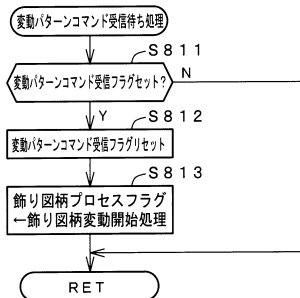 変動パターンコマンド受信待ち処理
S811
変動パターンコマンド受信フラグセット?
N
Y
S812
変動パターンコマンド受信フラグリセット
S813
飾り図柄プロセスフラグ
←飾り図柄変動開始処理
RET